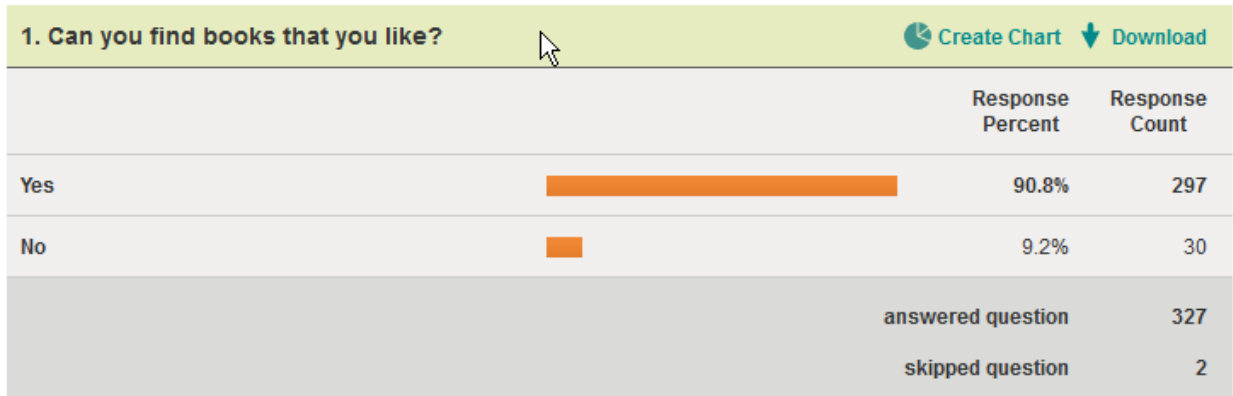 1. Can you find books that you like? Create Chart Download
Response Response
Percent Count
Yes 90.8% 297
No 9.2% 30
answered question 327
skipped question 2